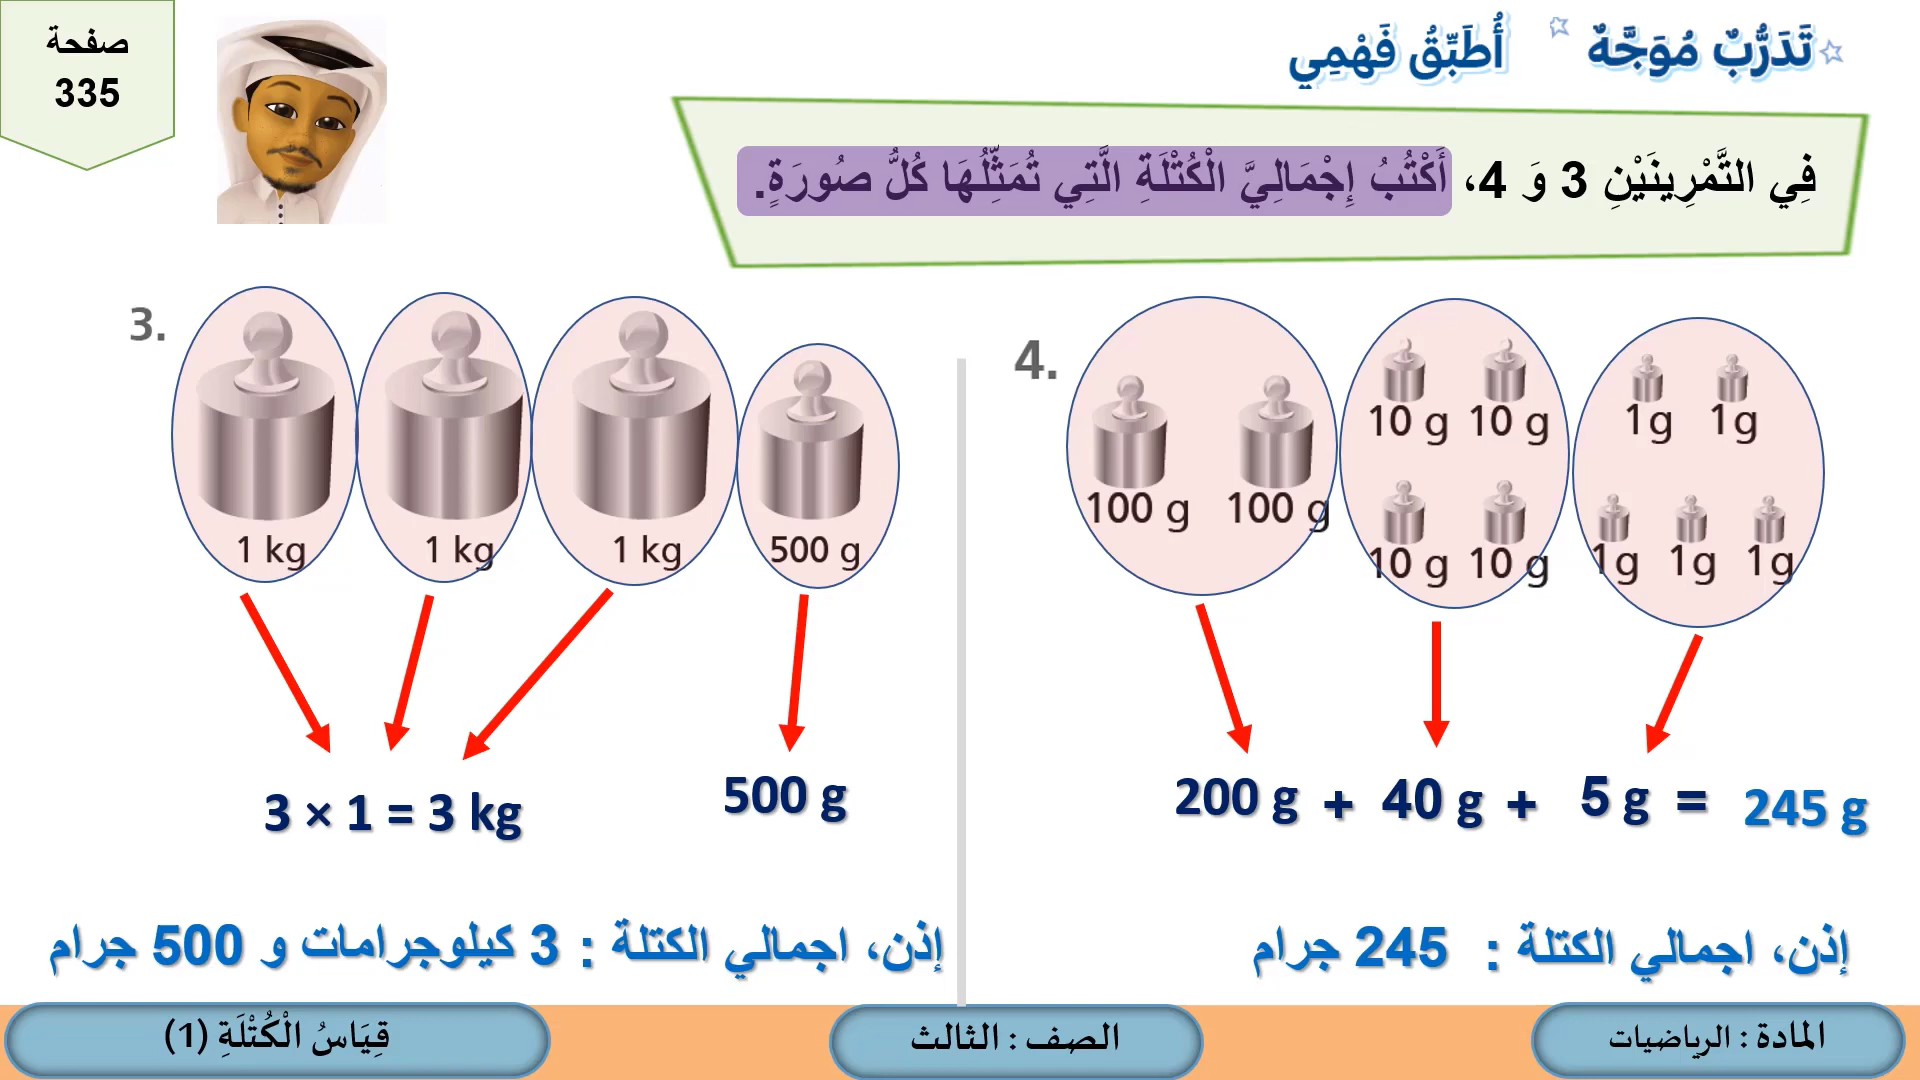 تَدَرُّبٌ مُوَجَّهٌ أُطَبِّقُ فَهْمِي
صفحة
335
فِي التَّمْرِينَيْنِ 3 وَ 4، أَكْتُبُ إِجْمَالِيَّ الْكُتْلَةِ الَّتِي تُمَثِّلُهَا كُلُّ صُورَةٍ.
3.
1 kg 1 kg 1 kg 500 g
3 × 1 = 3 kg 500 g
إذن، اجمالي الكتلة : 3 كيلوجرامات و 500 جرام
4.
100 g 100 g
10 g 10 g
10 g 10 g
1g 1g
1g 1g 1g
200 g + 40 g + 5 g = 245 g
إذن، اجمالي الكتلة : 245 جرام
المادة : الرياضيات
الصف : الثالث
قِيَاسُ الْكُتْلَةِ (1)